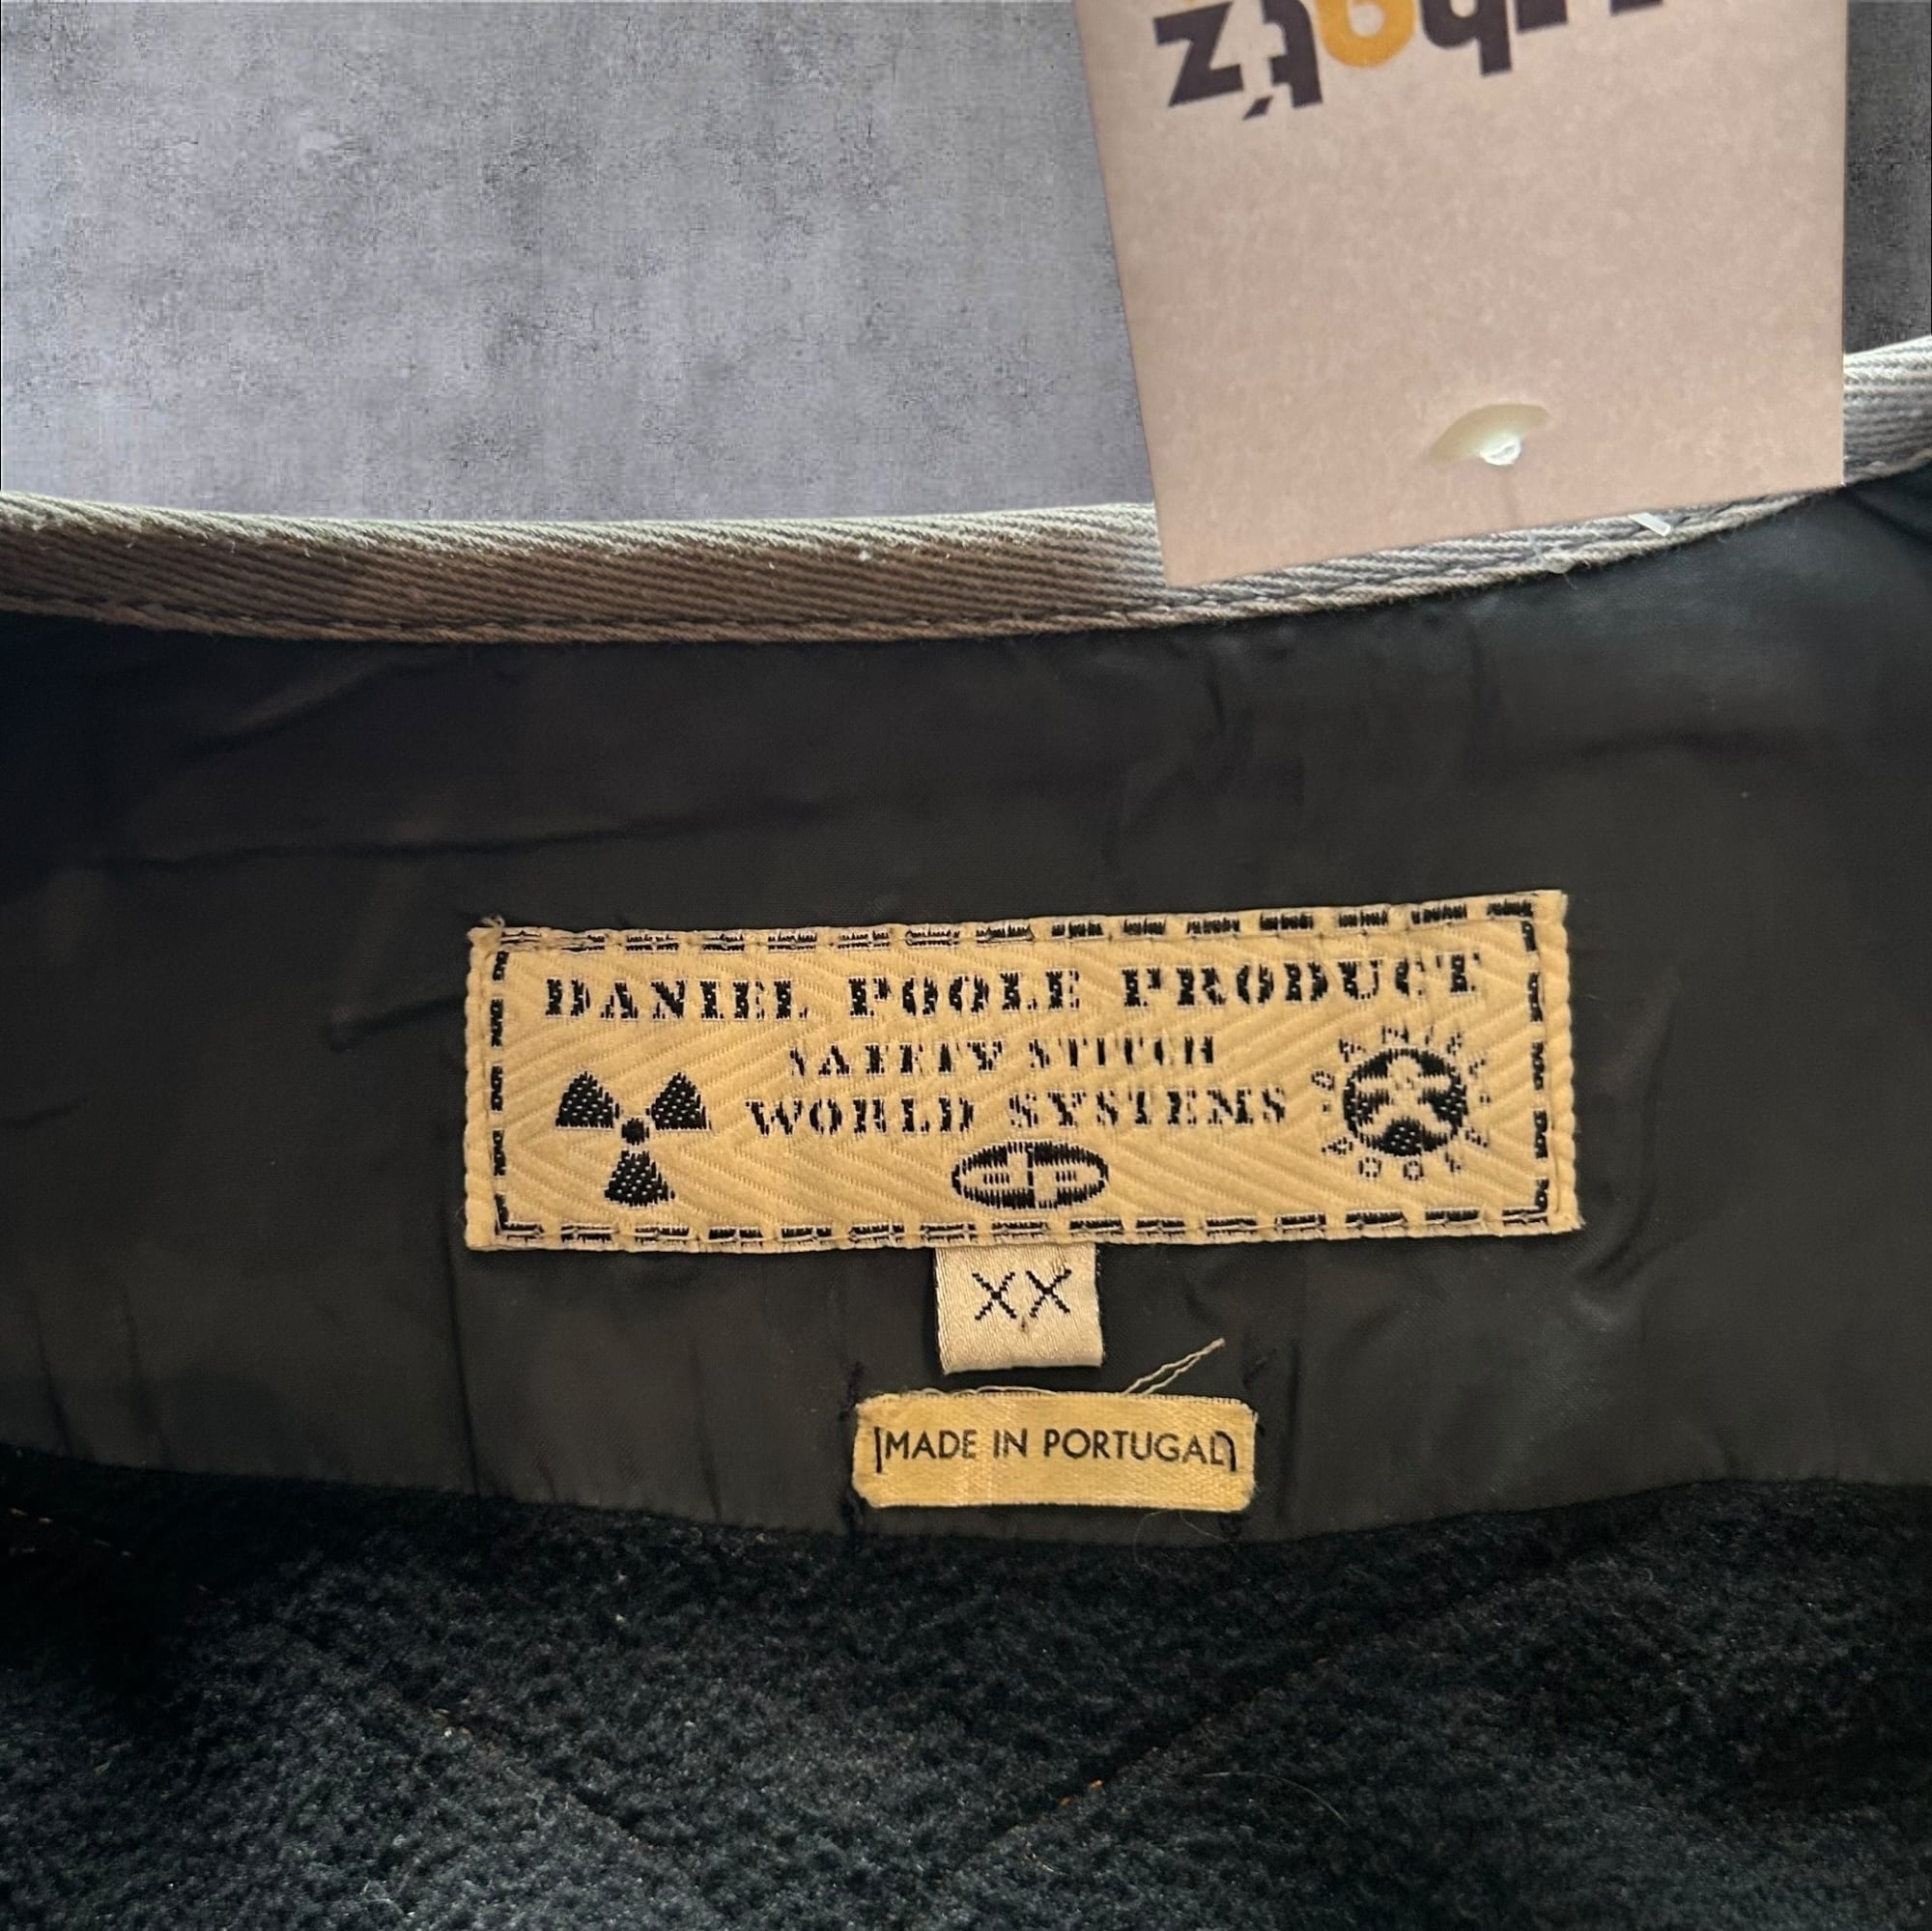 DANIEL POOLE PRODUCT
SAFETY STITCH
WORLD SYSTEMS
XX
MADE IN PORTUGAL